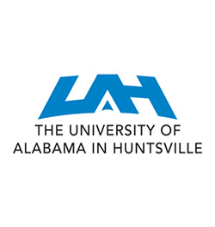 UAH
THE UNIVERSITY OF
ALABAMA IN HUNTSVILLE